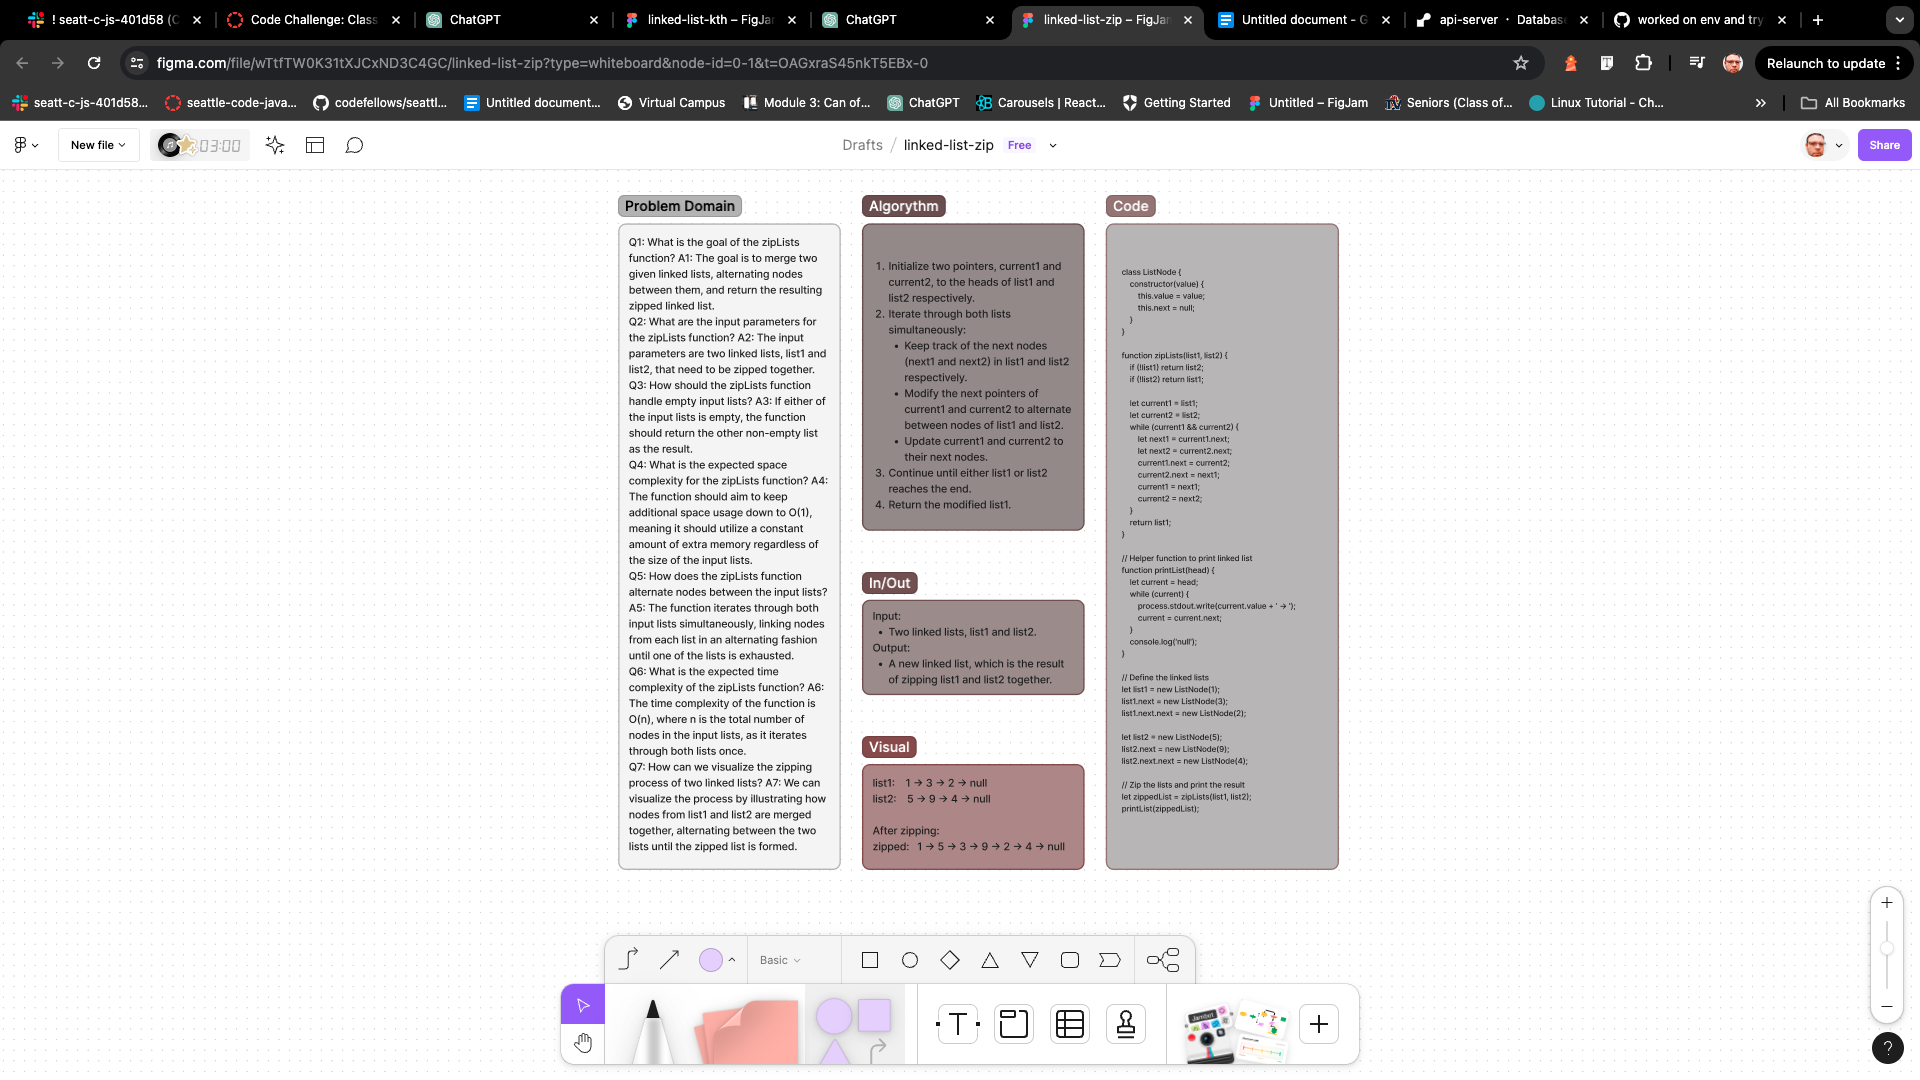 ! seatt-c-js-401d58 (C
Code Challenge: Class
ChatGPT
linked-list-kth – FigJa
ChatGPT
linked-list-zip – FigJa
Untitled document - G
api-server · Databas
worked on env and try
figma.com/file/wTtfTW0K31tXJCxND3C4GC/linked-list-zip?type=whiteboard&node-id=0-1&t=OAGxraS45nkT5EBx-0
Relaunch to update
seatt-c-js-401d58...
seattle-code-java...
codefellows/seattl...
Untitled document...
Virtual Campus
Module 3: Can of...
ChatGPT
Carousels | React...
Getting Started
Untitled – FigJam
Seniors (Class of...
Linux Tutorial - Ch...
All Bookmarks
New file
03:00
Drafts / linked-list-zip Free
Share
Problem Domain
Q1: What is the goal of the zipLists
function? A1: The goal is to merge two
given linked lists, alternating nodes
between them, and return the resulting
zipped linked list.
Q2: What are the input parameters for
the zipLists function? A2: The input
parameters are two linked lists, list1 and
list2, that need to be zipped together.
Q3: How should the zipLists function
handle empty input lists? A3: If either of
the input lists is empty, the function
should return the other non-empty list
as the result.
Q4: What is the expected space
complexity for the zipLists function? A4:
The function should aim to keep
additional space usage down to O(1),
meaning it should utilize a constant
amount of extra memory regardless of
the size of the input lists.
Q5: How does the zipLists function
alternate nodes between the input lists?
A5: The function iterates through both
input lists simultaneously, linking nodes
from each list in an alternating fashion
until one of the lists is exhausted.
Q6: What is the expected time
complexity of the zipLists function? A6:
The time complexity of the function is
O(n), where n is the total number of
nodes in the input lists, as it iterates
through both lists once.
Q7: How can we visualize the zipping
process of two linked lists? A7: We can
visualize the process by illustrating how
nodes from list1 and list2 are merged
together, alternating between the two
lists until the zipped list is formed.
Algorythm
1. Initialize two pointers, current1 and
current2, to the heads of list1 and
list2 respectively.
2. Iterate through both lists
simultaneously:
• Keep track of the next nodes
(next1 and next2) in list1 and list2
respectively.
• Modify the next pointers of
current1 and current2 to alternate
between nodes of list1 and list2.
• Update current1 and current2 to
their next nodes.
3. Continue until either list1 or list2
reaches the end.
4. Return the modified list1.
In/Out
Input:
• Two linked lists, list1 and list2.
Output:
• A new linked list, which is the result
of zipping list1 and list2 together.
Visual
list1: 1 → 3 → 2 → null
list2: 5 → 9 → 4 → null
After zipping:
zipped: 1 → 5 → 3 → 9 → 2 → 4 → null
Code
class ListNode {
constructor(value) {
this.value = value;
this.next = null;
}
}
function zipLists(list1, list2) {
if (!list1) return list2;
if (!list2) return list1;
let current1 = list1;
let current2 = list2;
while (current1 && current2) {
let next1 = current1.next;
let next2 = current2.next;
current1.next = current2;
current2.next = next1;
current1 = next1;
current2 = next2;
}
return list1;
}
// Helper function to print linked list
function printList(head) {
let current = head;
while (current) {
process.stdout.write(current.value + ' → ');
current = current.next;
}
console.log('null');
}
// Define the linked lists
let list1 = new ListNode(1);
list1.next = new ListNode(3);
list1.next.next = new ListNode(2);
let list2 = new ListNode(5);
list2.next = new ListNode(9);
list2.next.next = new ListNode(4);
// Zip the lists and print the result
let zippedList = zipLists(list1, list2);
printList(zippedList);
Basic
T
Jambot
?